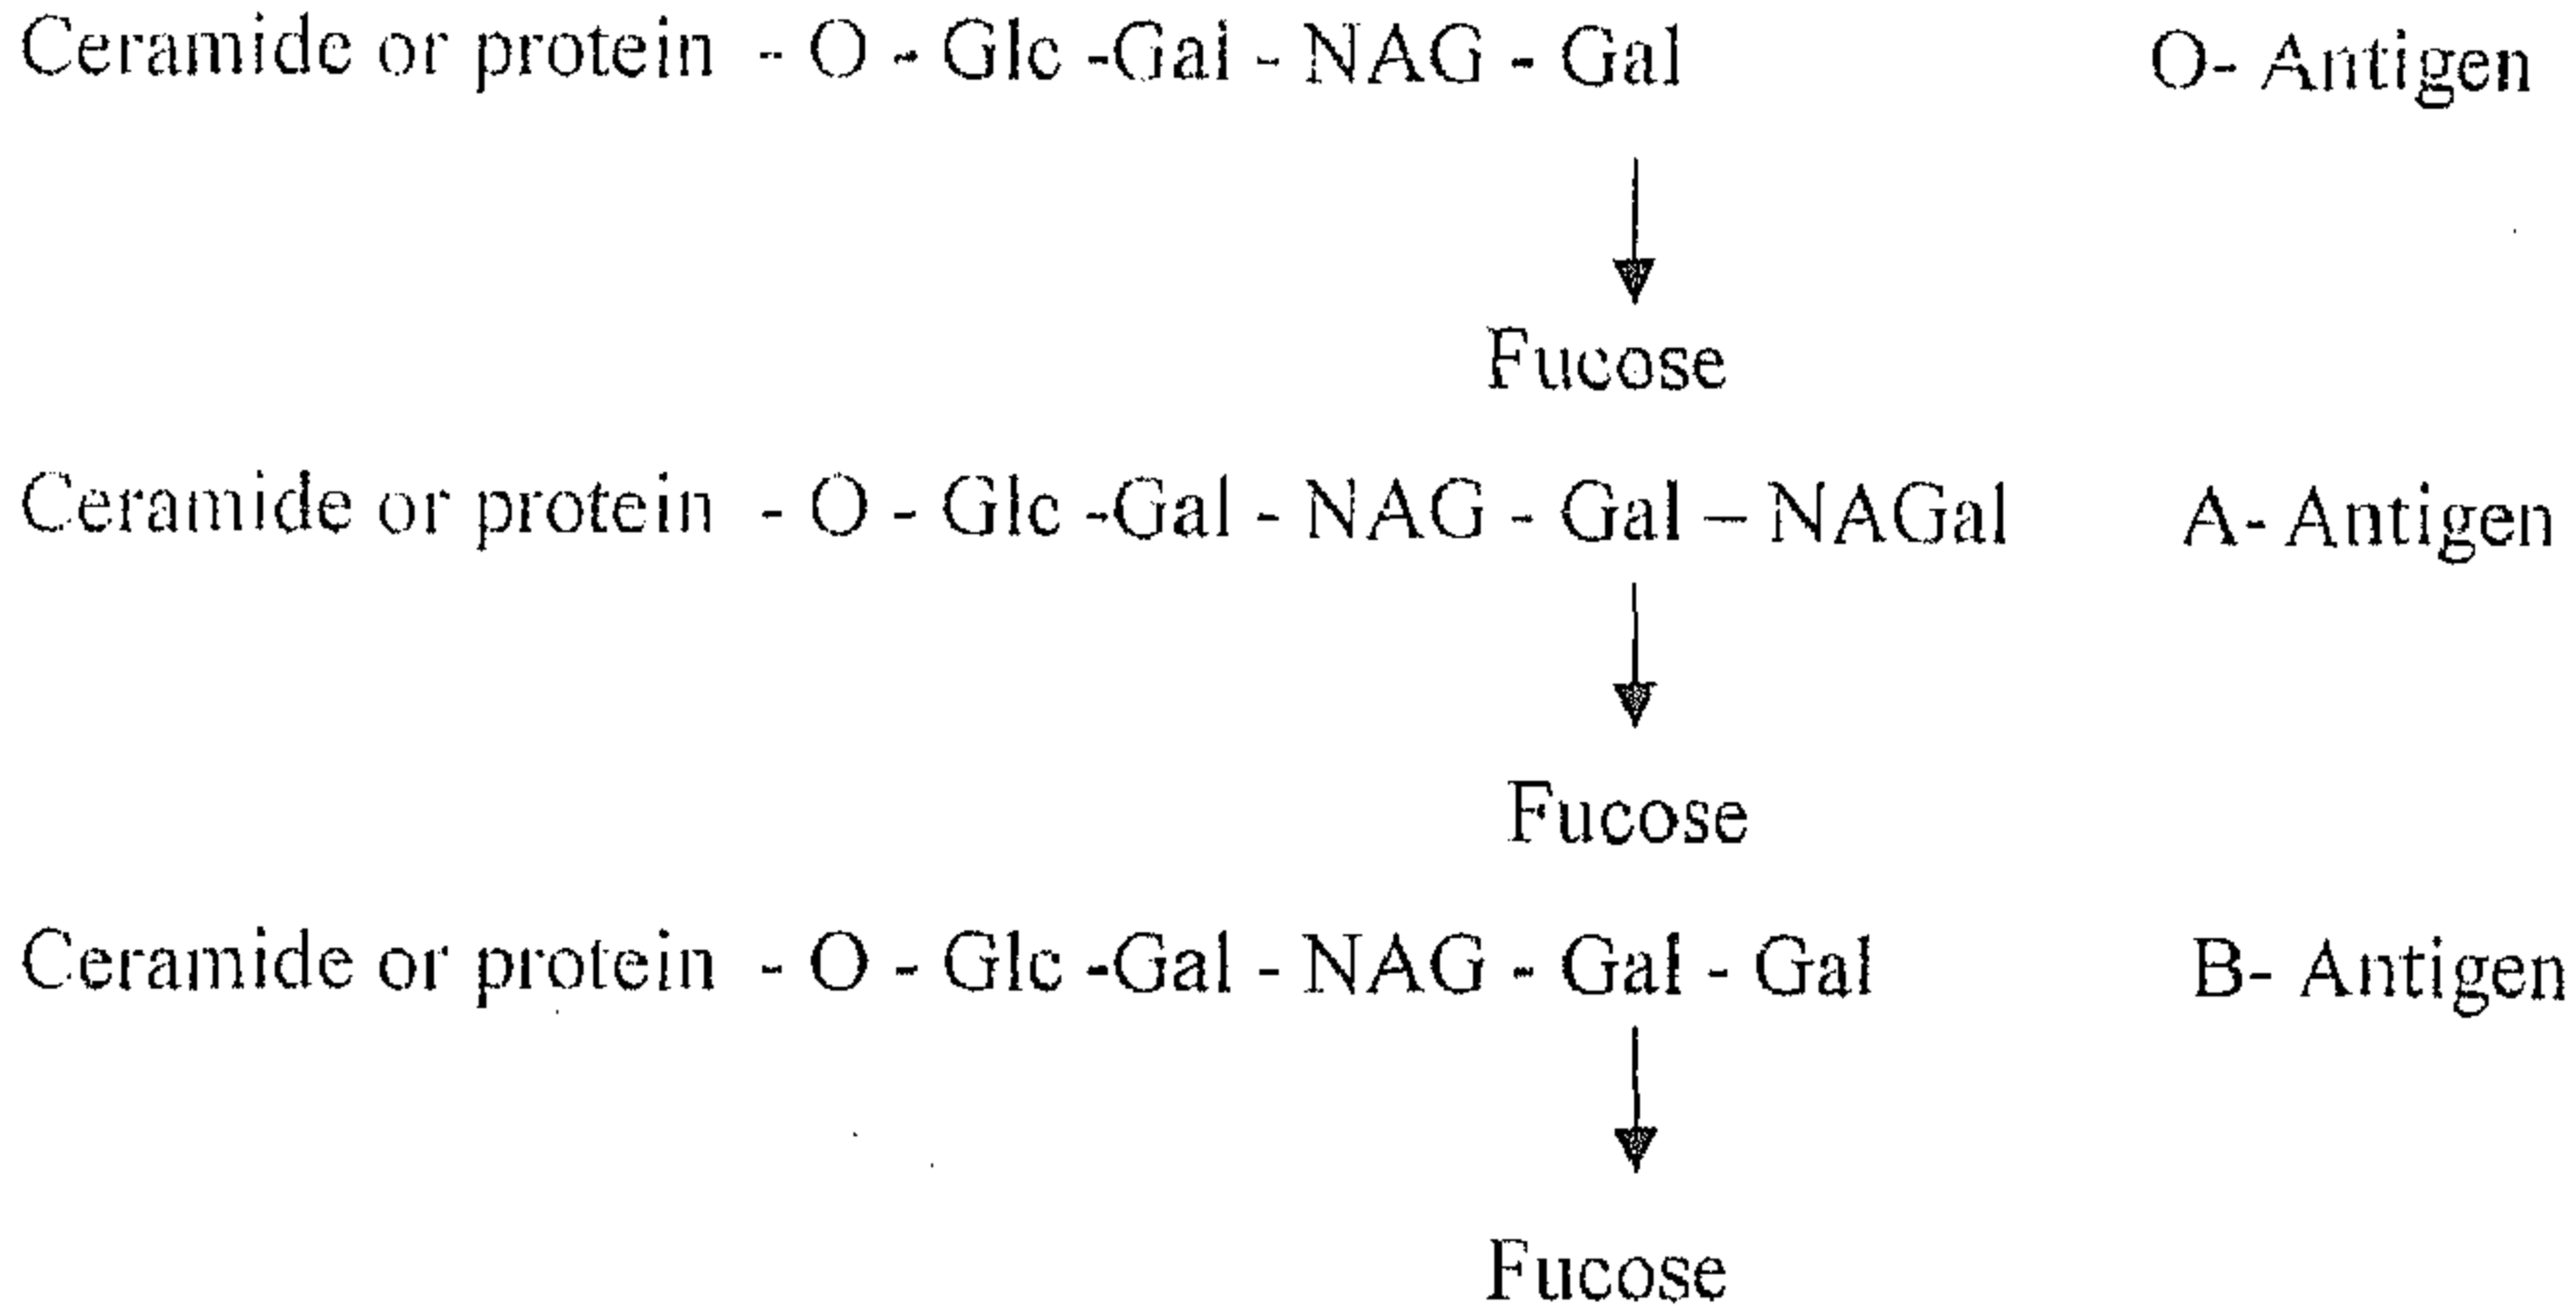 Ceramide or protein - O - Glc -Gal - NAG - Gal O- Antigen
Fucose
Ceramide or protein - O - Glc -Gal - NAG - Gal – NAGal A- Antigen
Fucose
Ceramide or protein - O - Glc -Gal - NAG - Gal - Gal B- Antigen
Fucose